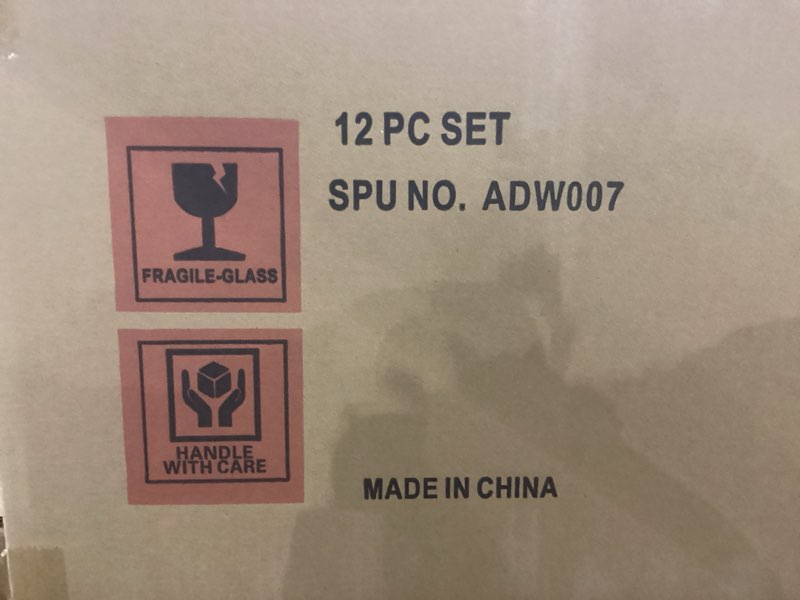 12 PC SET
SPU NO. ADW007
FRAGILE-GLASS
HANDLE
WITH CARE
MADE IN CHINA